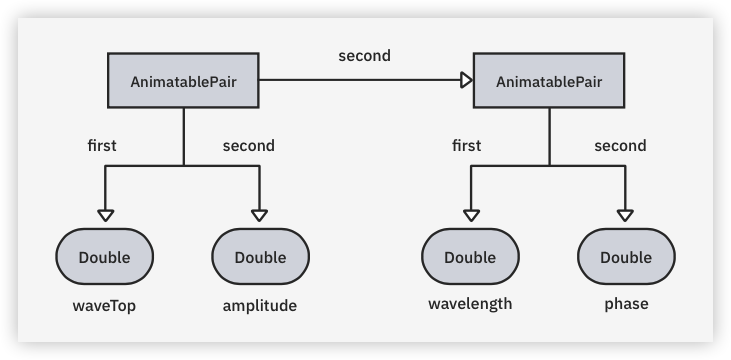 second
AnimatablePair AnimatablePair
first second first second
Double Double Double Double
waveTop amplitude wavelength phase